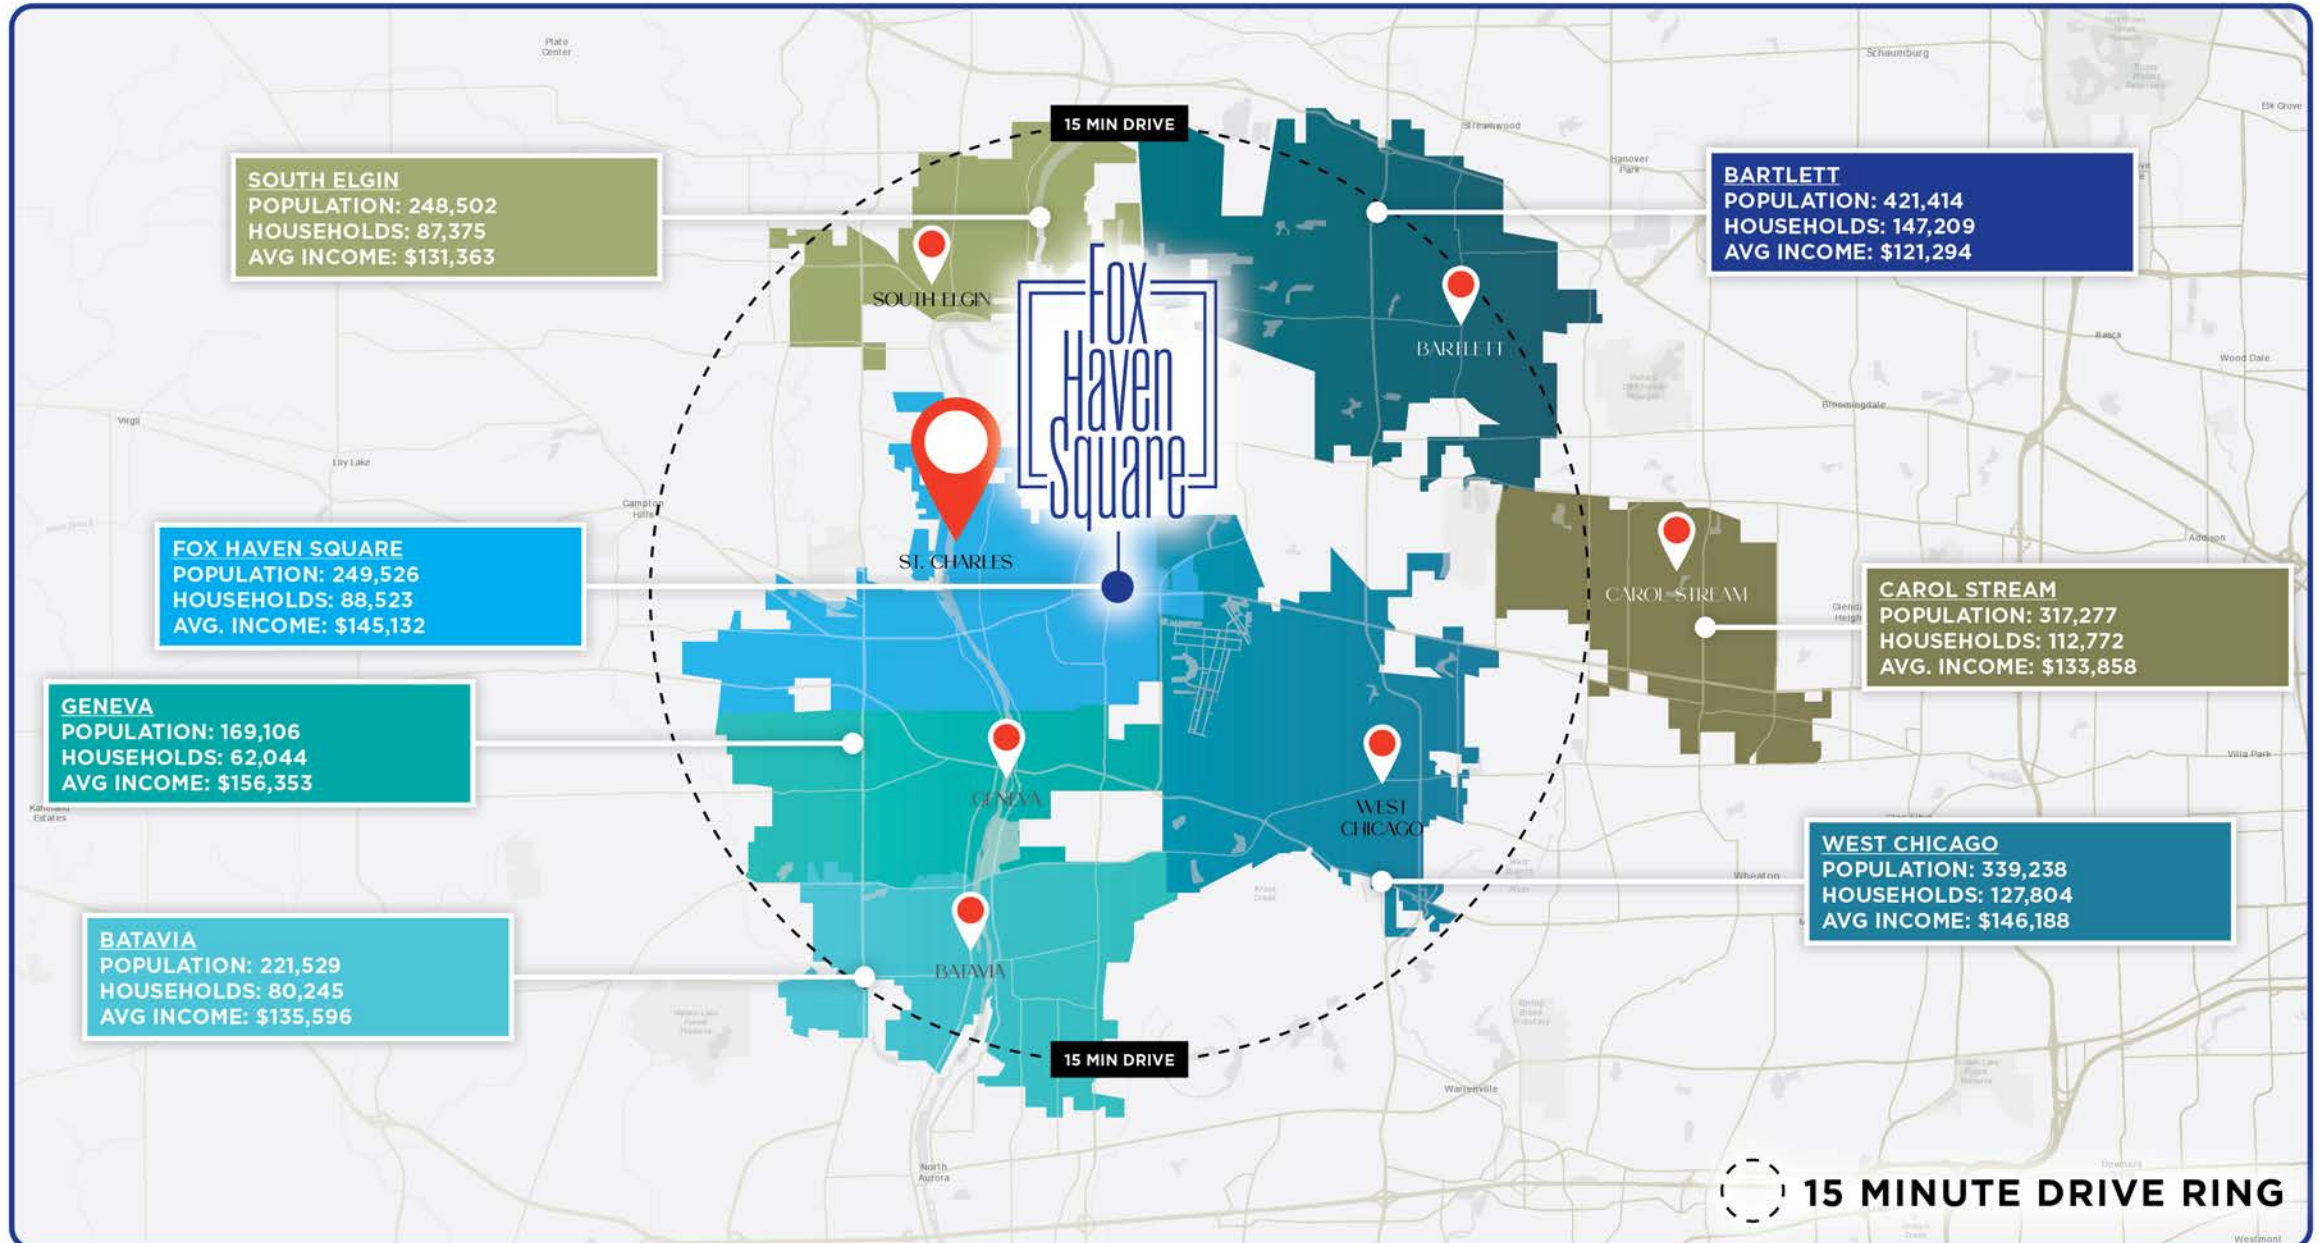 Plato
Center
Schaumburg
Elk Grove
15 MIN DRIVE
Streamwood
Hanover
Park
SOUTH ELGIN
POPULATION: 248,502
HOUSEHOLDS: 87,375
AVG INCOME: $131,363
BARTLETT
POPULATION: 421,414
HOUSEHOLDS: 147,209
AVG INCOME: $121,294
SOUTH ELGIN
Fox
Haven
Square
BARTLETT
Itasca
Wood Dale
Bloomingdale
Virgil
Lily Lake
Campton
Hills
Addison
ST. CHARLES
FOX HAVEN SQUARE
POPULATION: 249,526
HOUSEHOLDS: 88,523
AVG. INCOME: $145,132
CAROL STREAM
Glend
Heigh
CAROL STREAM
POPULATION: 317,277
HOUSEHOLDS: 112,772
AVG. INCOME: $133,858
GENEVA
POPULATION: 169,106
HOUSEHOLDS: 62,044
AVG INCOME: $156,353
Villa Park
Kaneland
Estates
GENEVA
WEST
CHICAGO
WEST CHICAGO
POPULATION: 339,238
HOUSEHOLDS: 127,804
AVG INCOME: $146,188
Wheaton
BATAVIA
POPULATION: 221,529
HOUSEHOLDS: 80,245
AVG INCOME: $135,596
BATAVIA
15 MIN DRIVE
Warrenville
North
Aurora
15 MINUTE DRIVE RING
Westmont